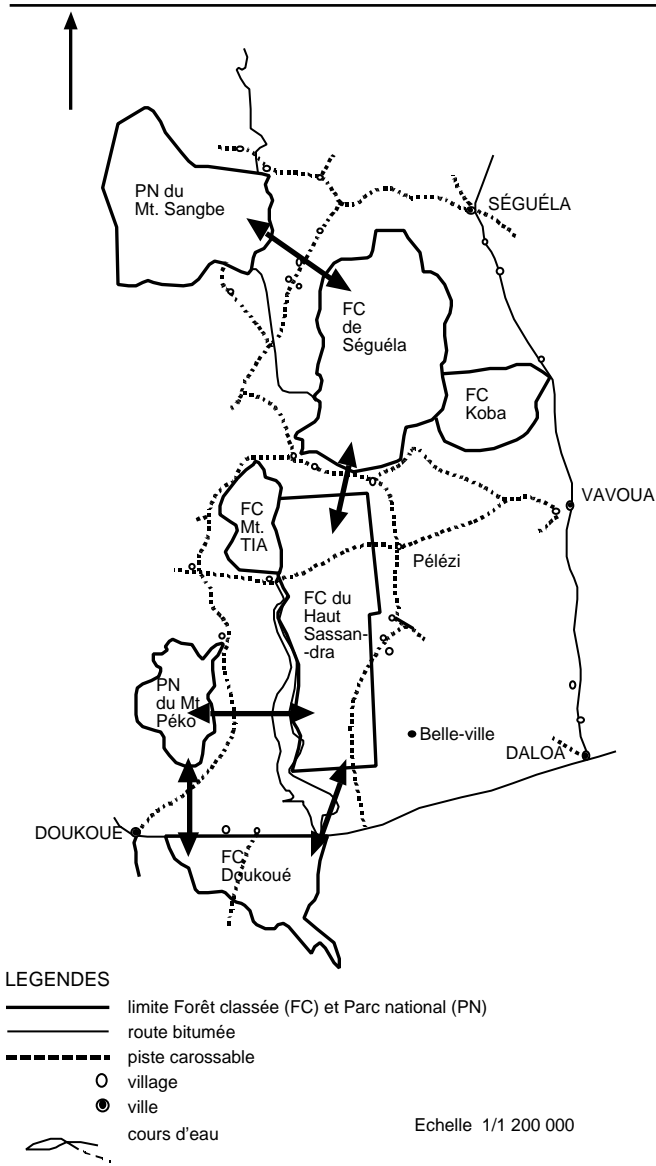 PN du
Mt. Sangbe
SÉGUÉLA
FC
de
Séguéla
FC
Koba
VAVOUA
FC
Mt.
TIA
Pélézi
FC du
Haut
Sassan-
-dra
PN
du Mt
Péko
Belle-ville
DALOA
DOUKOUÉ
FC
Doukoué
LEGENDES
limite Forêt classée (FC) et Parc national (PN)
route bitumée
piste carossable
village
ville
cours d'eau
Echelle 1/1 200 000